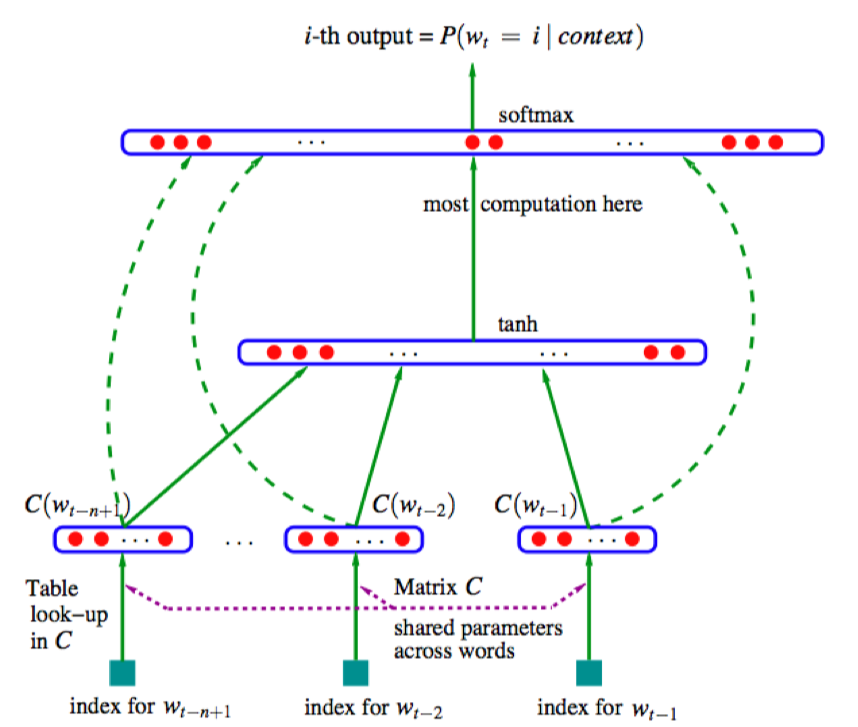 i-th output = P(w_t = i | context)
softmax
. . .
. . .
most computation here
tanh
. . .
. . .
C(w_{t−n+1})
C(w_{t−2})
C(w_{t−1})
. . .
. . .
. . .
. . .
Table
look−up
in C
Matrix C
shared parameters
across words
index for w_{t−n+1}
index for w_{t−2}
index for w_{t−1}